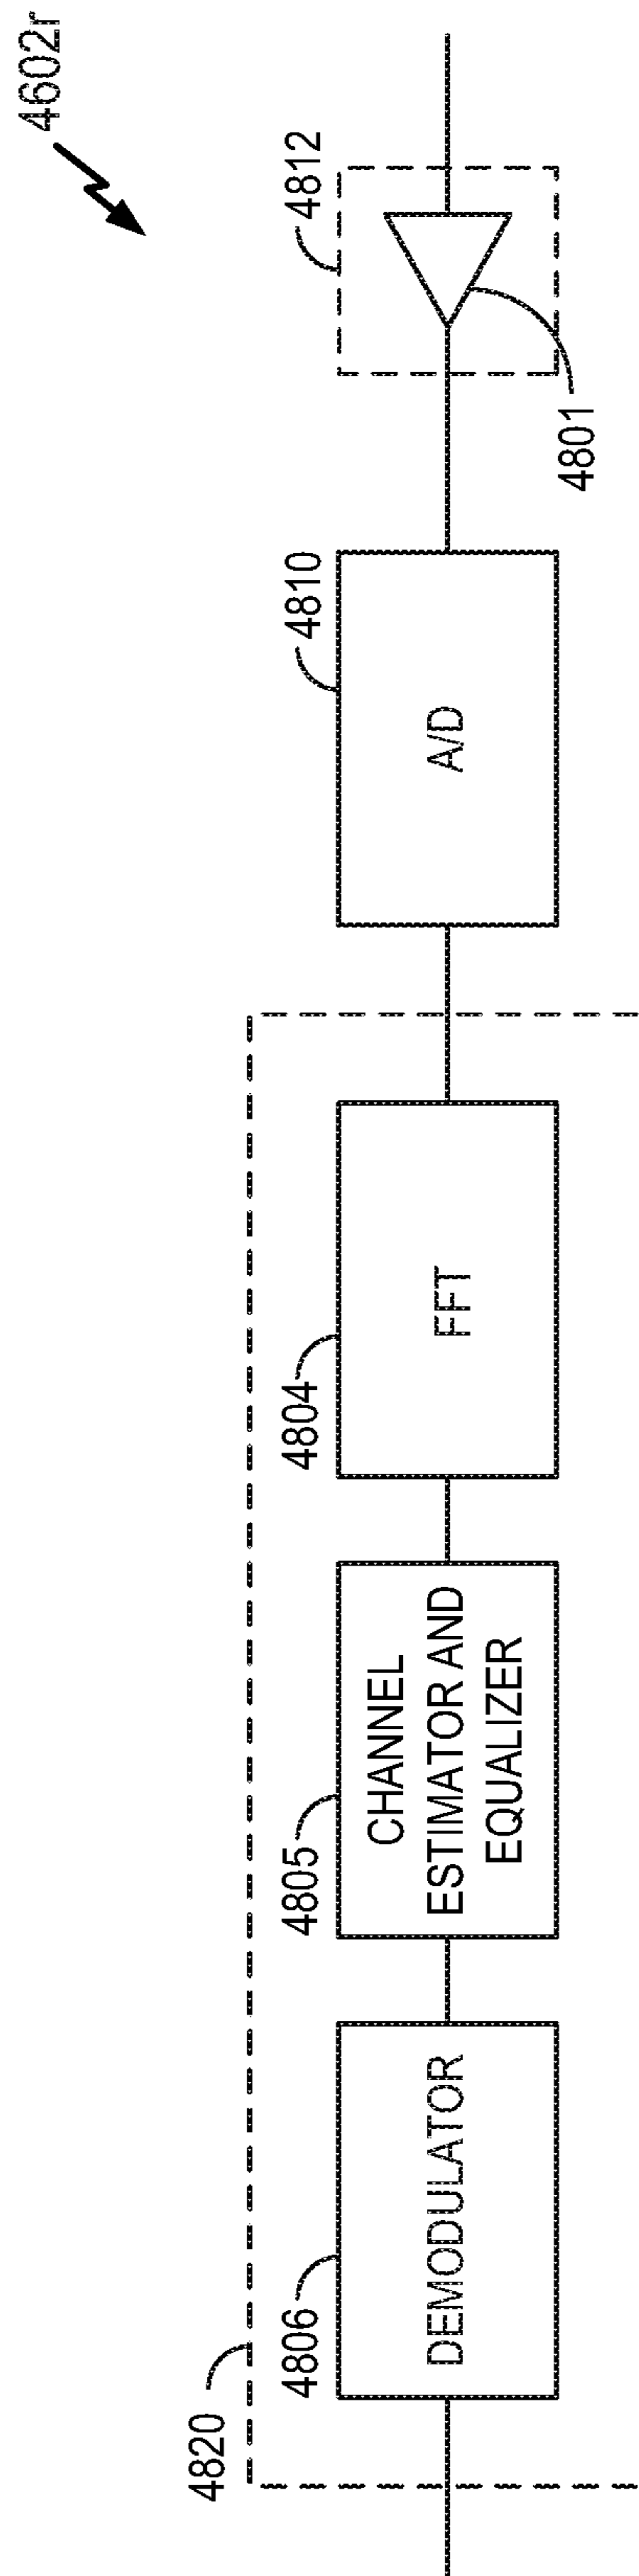 4602r
4820
4806
4805
4804
4810
4812
DEMODULATOR
CHANNEL
ESTIMATOR AND
EQUALIZER
FFT
A/D
4801